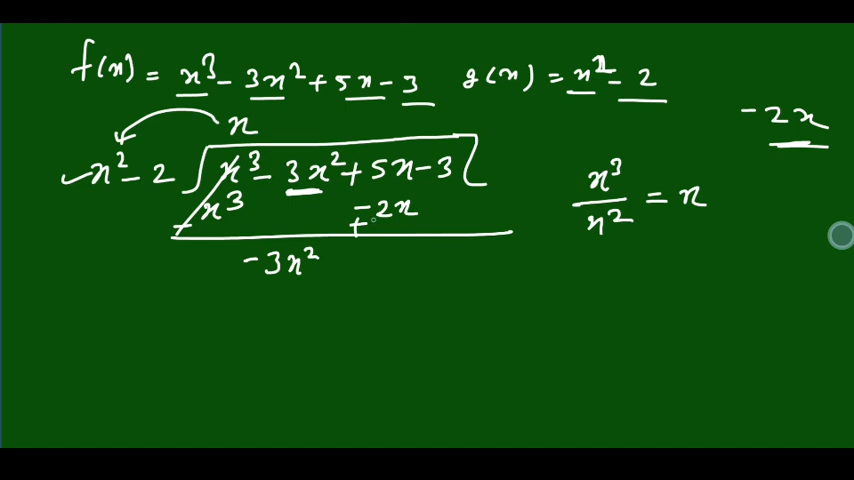 f(x) = x³ - 3x² + 5x - 3 g(x) = x² - 2
- 2x
x
x² - 2 ) x³ - 3x² + 5x - 3 (
x³ - 2x
- +
- 3x²
x³/x² = x